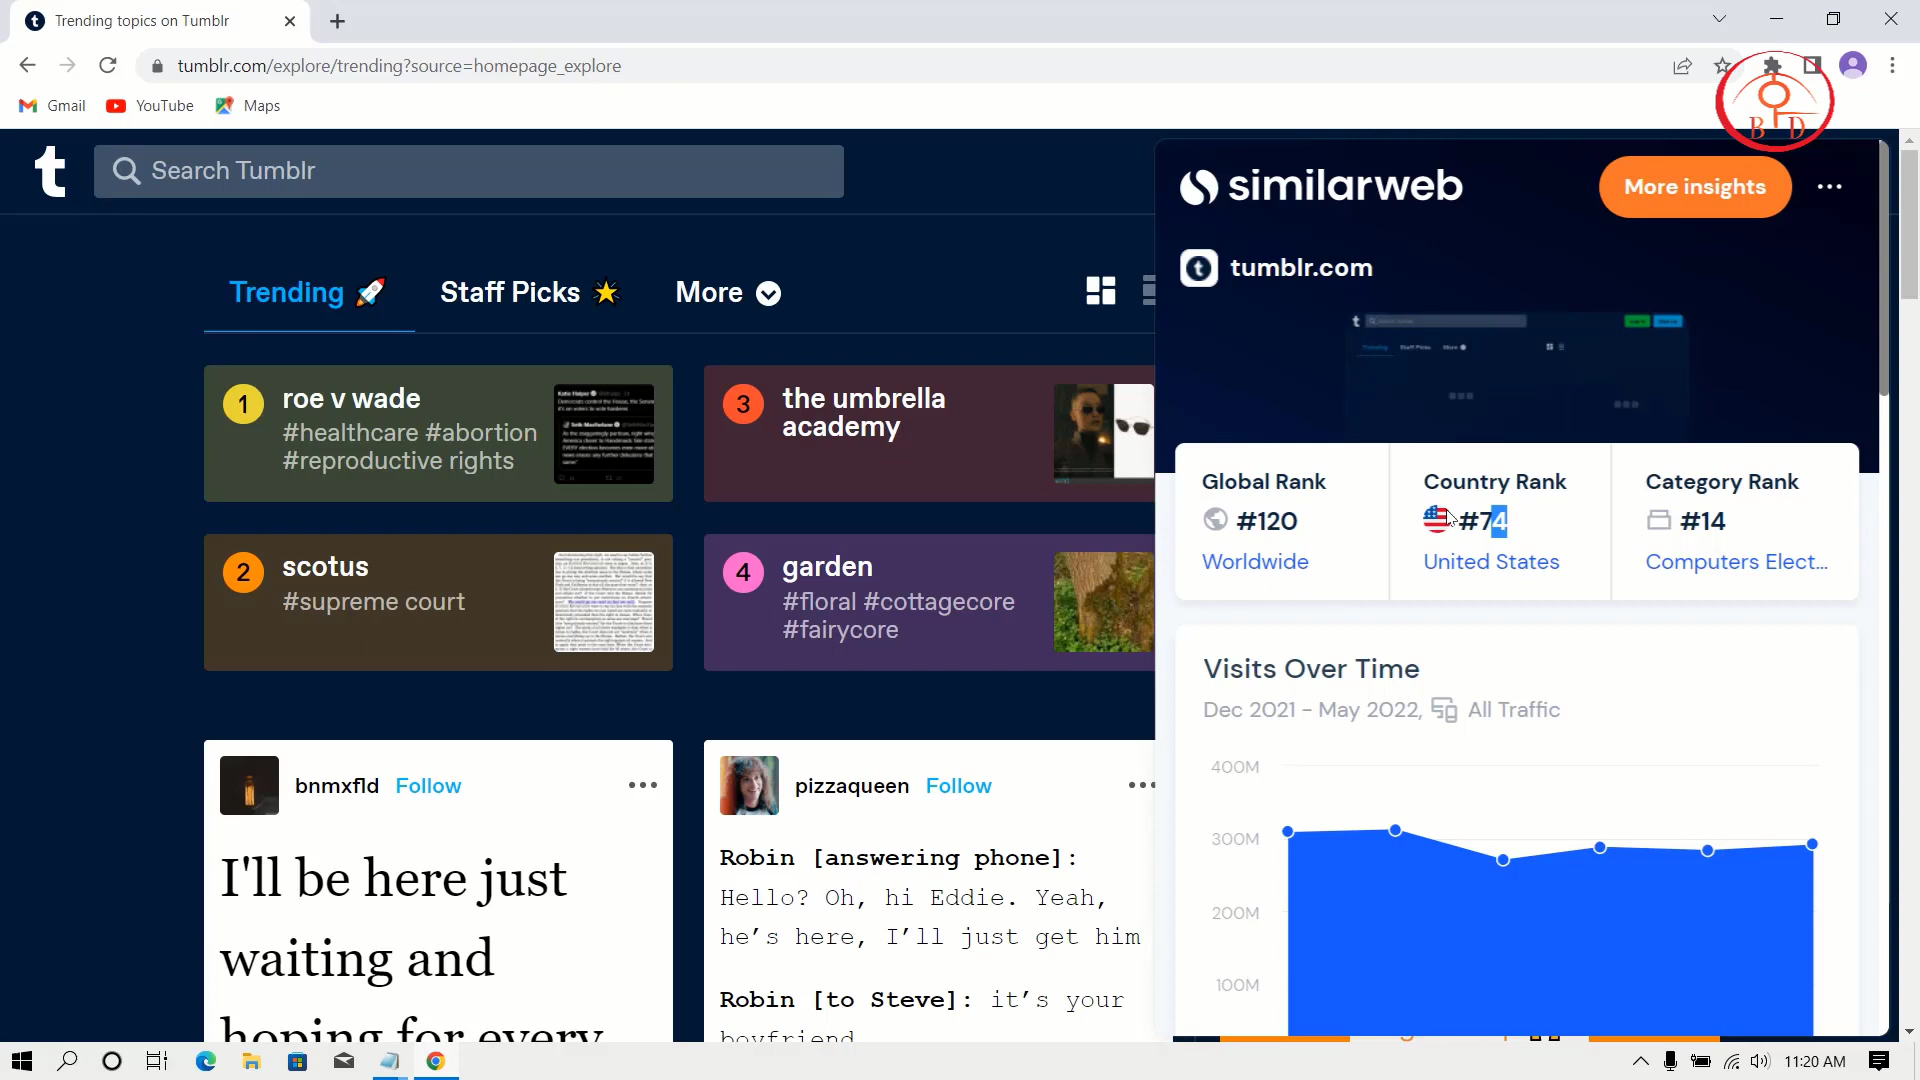 Trending topics on Tumblr
tumblr.com/explore/trending?source=homepage_explore
Gmail
YouTube
Maps
B D
Search Tumblr
similarweb
More insights
tumblr.com
Trending
Staff Picks
More
1
roe v wade
#healthcare #abortion
#reproductive rights
3
the umbrella
academy
2
scotus
#supreme court
4
garden
#floral #cottagecore
#fairycore
Global Rank
#120
Worldwide
Country Rank
#74
United States
Category Rank
#14
Computers Elect...
Visits Over Time
Dec 2021 - May 2022, All Traffic
400M
300M
200M
100M
bnmxfld Follow
I'll be here just
waiting and
hoping for every
pizzaqueen Follow
Robin [answering phone]:
Hello? Oh, hi Eddie. Yeah,
he’s here, I’ll just get him
Robin [to Steve]: it’s your
boyfriend
11:20 AM